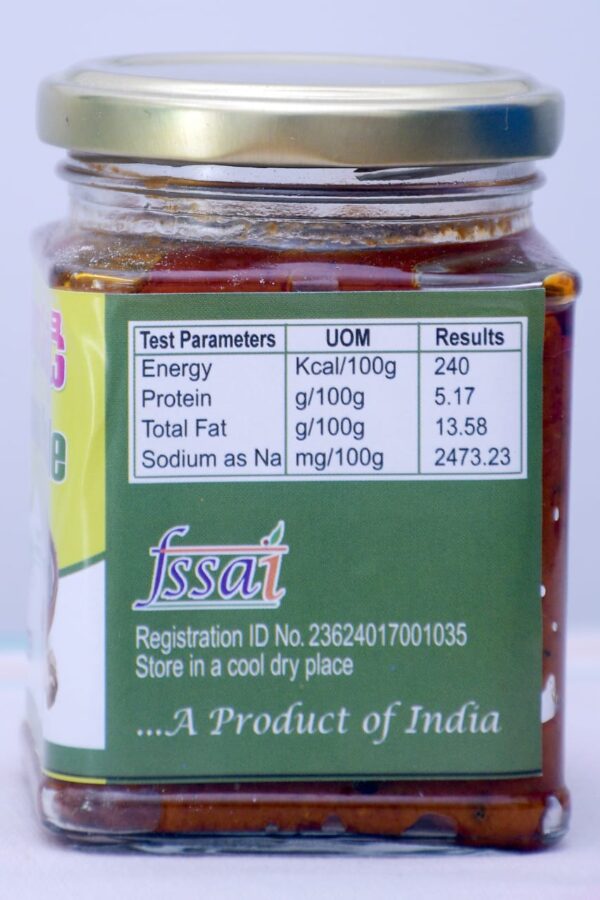 Test Parameters UOM Results
Energy Kcal/100g 240
Protein g/100g 5.17
Total Fat g/100g 13.58
Sodium as Na mg/100g 2473.23
fssai
Registration ID No. 23624017001035
Store in a cool dry place
...A Product of India